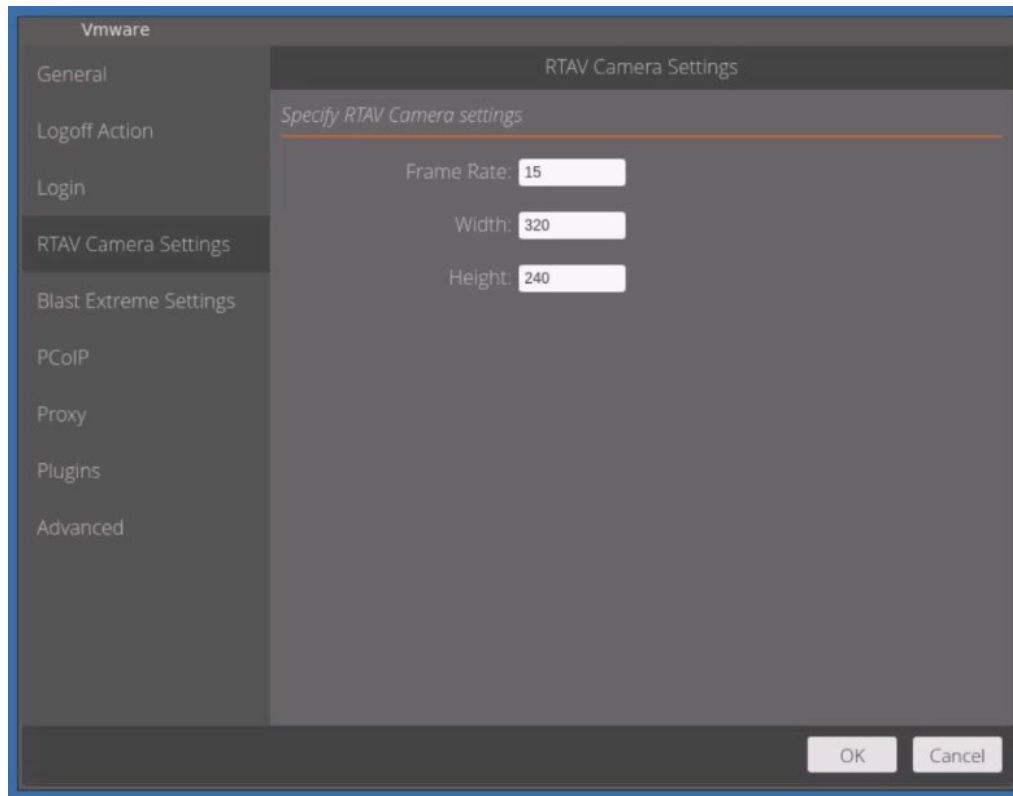 Vmware
General
Logoff Action
Login
RTAV Camera Settings
Blast Extreme Settings
PCoIP
Proxy
Plugins
Advanced
RTAV Camera Settings
Specify RTAV Camera settings
Frame Rate: 15
Width: 320
Height: 240
OK Cancel